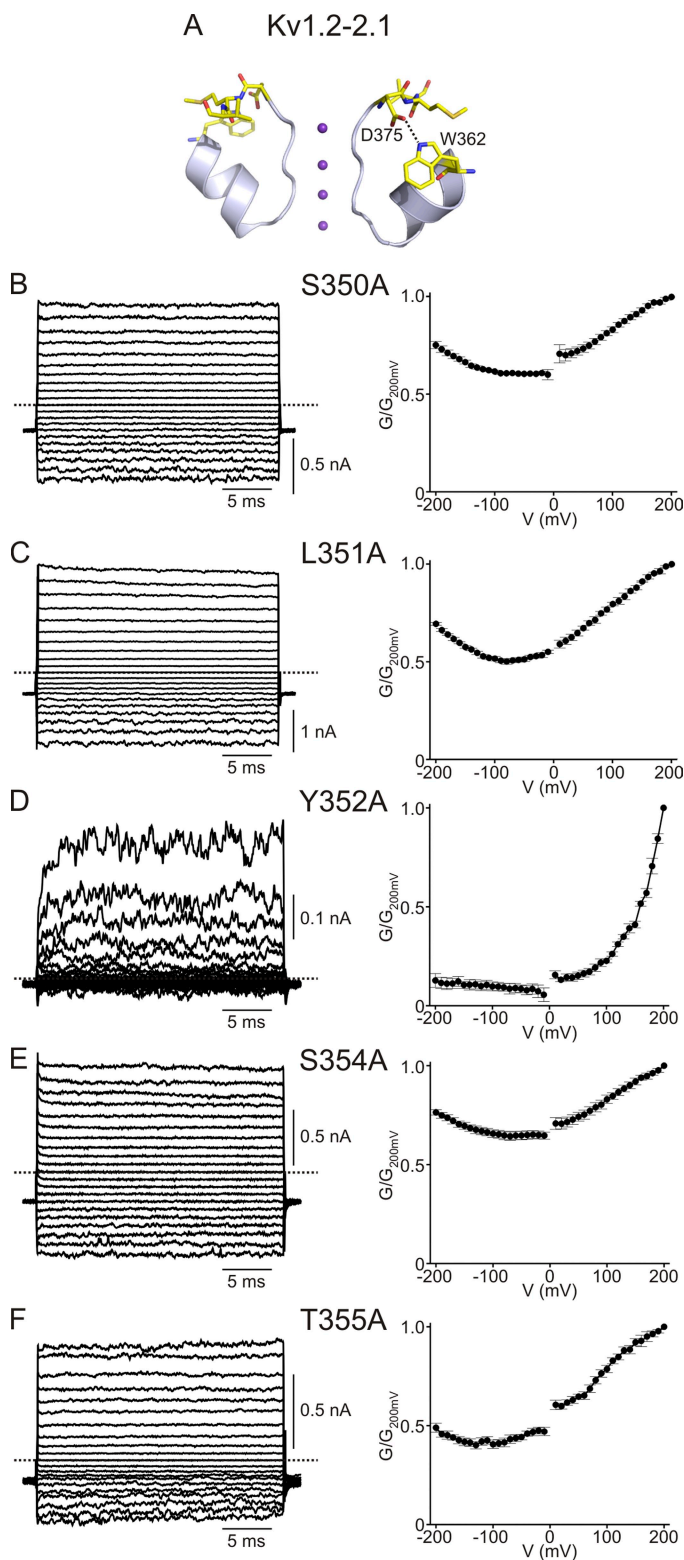 A Kv1.2-2.1
D375 W362
B S350A
0.5 nA
5 ms
G/G200mV
1.0
0.5
0
-200 -100 0 100 200
V (mV)
C L351A
1 nA
5 ms
G/G200mV
1.0
0.5
0
-200 -100 0 100 200
V (mV)
D Y352A
0.1 nA
5 ms
G/G200mV
1.0
0.5
0
-200 -100 0 100 200
V (mV)
E S354A
0.5 nA
5 ms
G/G200mV
1.0
0.5
0
-200 -100 0 100 200
V (mV)
F T355A
0.5 nA
5 ms
G/G200mV
1.0
0.5
0
-200 -100 0 100 200
V (mV)